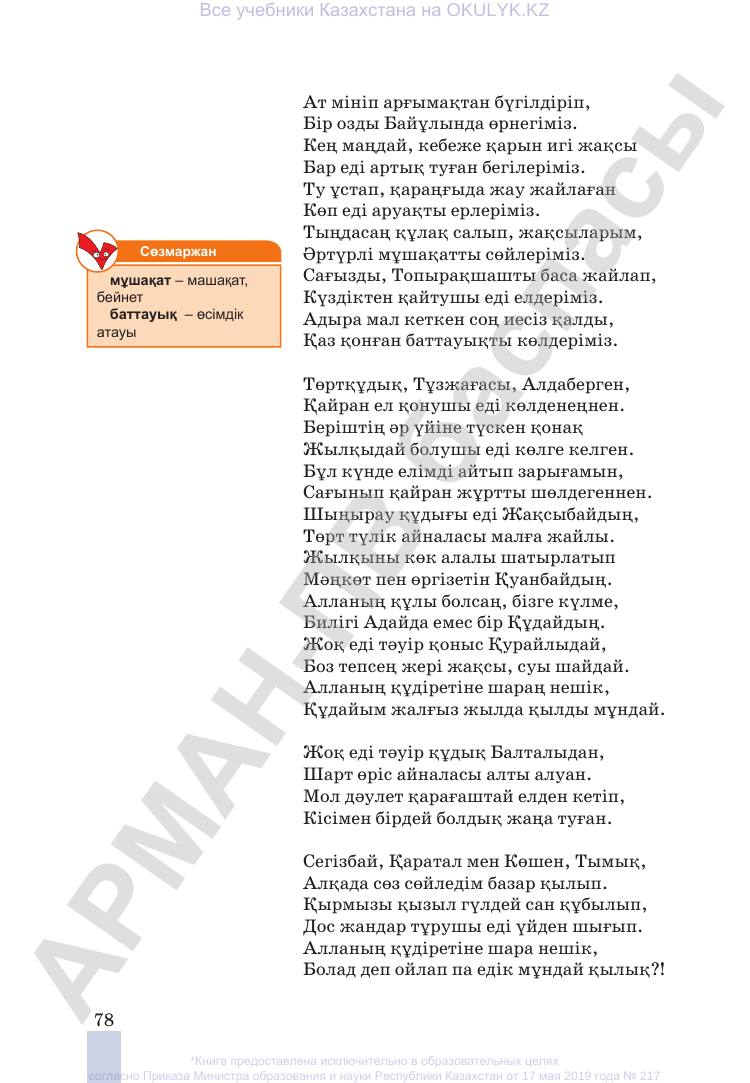 Все учебники Казахстана на OKULYK.KZ
Ат мініп арғымақтан бүгілдіріп,
Бір озды Байұлында өрнегіміз.
Кең маңдай, кебеже қарын игі жақсы
Бар еді артық туған бегілеріміз.
Ту ұстап, қараңғыда жау жайлаған
Көп еді аруақты ерлеріміз.
Тыңдасаң құлақ салып, жақсыларым,
Әртүрлі мұшақатты сөйлеріміз.
Сағызды, Топырақшашты баса жайлап,
Күздіктен қайтушы еді елдеріміз.
Адыра мал кеткен соң иесіз қалды,
Қаз қонған баттауықты көлдеріміз.
Сөзмаржан
мұшақат – машақат,
бейнет
баттауық – өсімдік
атауы
Төртқұдық, Тұзжағасы, Алдаберген,
Қайран ел қонушы еді көлденеңнен.
Беріштің әр үйіне түскен қонақ
Жылқыдай болушы еді көлге келген.
Бұл күнде елімді айтып зарығамын,
Сағынып қайран жұртты шөлдегеннен.
Шыңырау құдығы еді Жақсыбайдың,
Төрт түлік айналасы малға жайлы.
Жылқыны көк алалы шатырлатып
Мәңкөт пен өргізетін Қуанбайдың.
Алланың құлы болсаң, бізге күлме,
Билігі Адайда емес бір Құдайдың.
Жоқ еді тәуір қоныс Құрайлыдай,
Боз тепсең жері жақсы, суы шайдай.
Алланың құдіретіне шараң нешік,
Құдайым жалғыз жылда қылды мұндай.
Жоқ еді тәуір құдық Балталыдан,
Шарт өріс айналасы алты алуан.
Мол дәулет қарағаштай елден кетіп,
Кісімен бірдей болдық жаңа туған.
Сегізбай, Қаратал мен Көшен, Тымық,
Алқада сөз сөйледім базар қылып.
Қырмызы қызыл гүлдей сан құбылып,
Дос жандар тұрушы еді үйден шығып.
Алланың құдіретіне шара нешік,
Болад деп ойлап па едік мұндай қылық?!
АРМАН-ПВ баспасы
78
*Книга предоставлена исключительно в образовательных целях
согласно Приказа Министра образования и науки Республики Казахстан от 17 мая 2019 года № 217